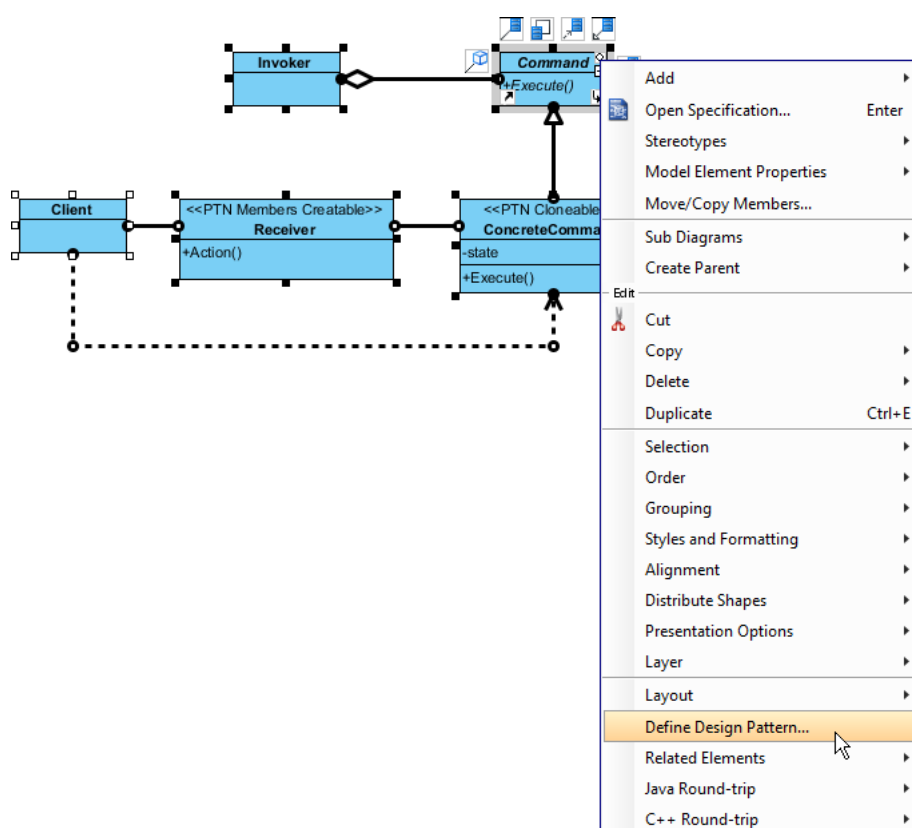 Invoker
Command
+Execute()
Client
<<PTN Members Creatable>>
Receiver
+Action()
<<PTN Cloneable
ConcreteComma
-state
+Execute()
Add
Open Specification... Enter
Stereotypes
Model Element Properties
Move/Copy Members...
Sub Diagrams
Create Parent
Edit
Cut
Copy
Delete
Duplicate Ctrl+E
Selection
Order
Grouping
Styles and Formatting
Alignment
Distribute Shapes
Presentation Options
Layer
Layout
Define Design Pattern...
Related Elements
Java Round-trip
C++ Round-trip